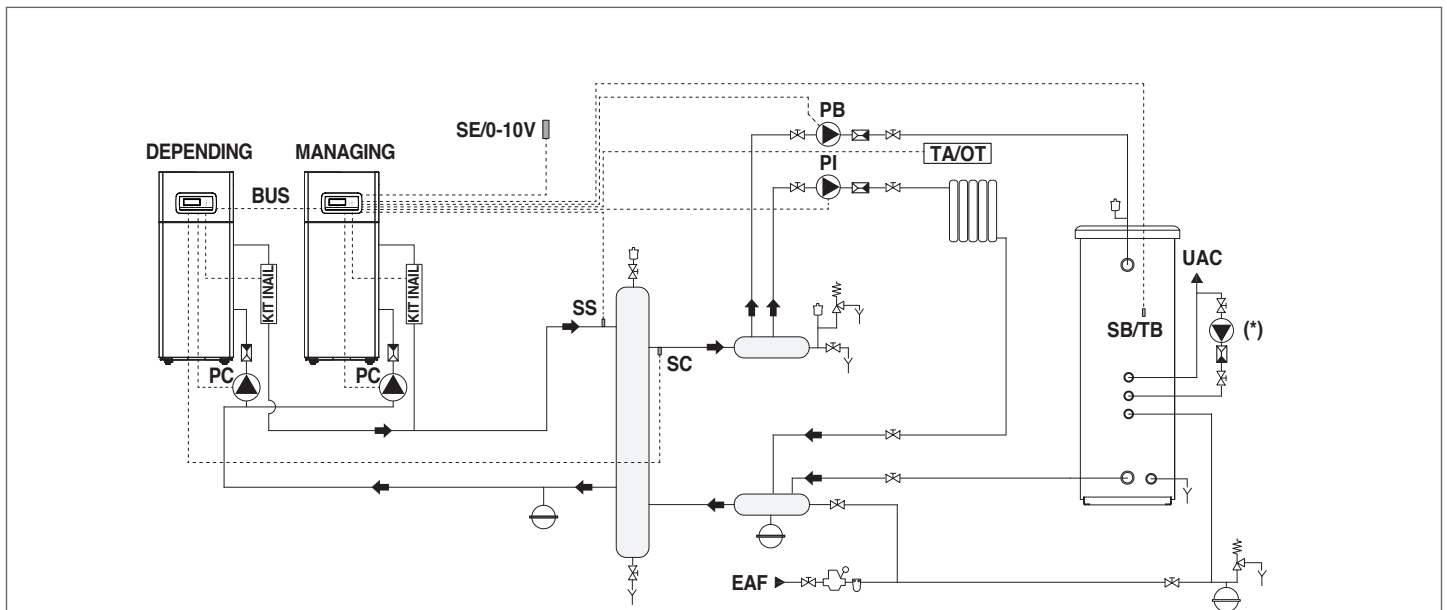 PB
SE/0-10V
TA/OT
DEPENDING
MANAGING
PI
BUS
UAC
KIT INAIL
KIT INAIL
SS
SB/TB
(*)
SC
PC
PC
EAF